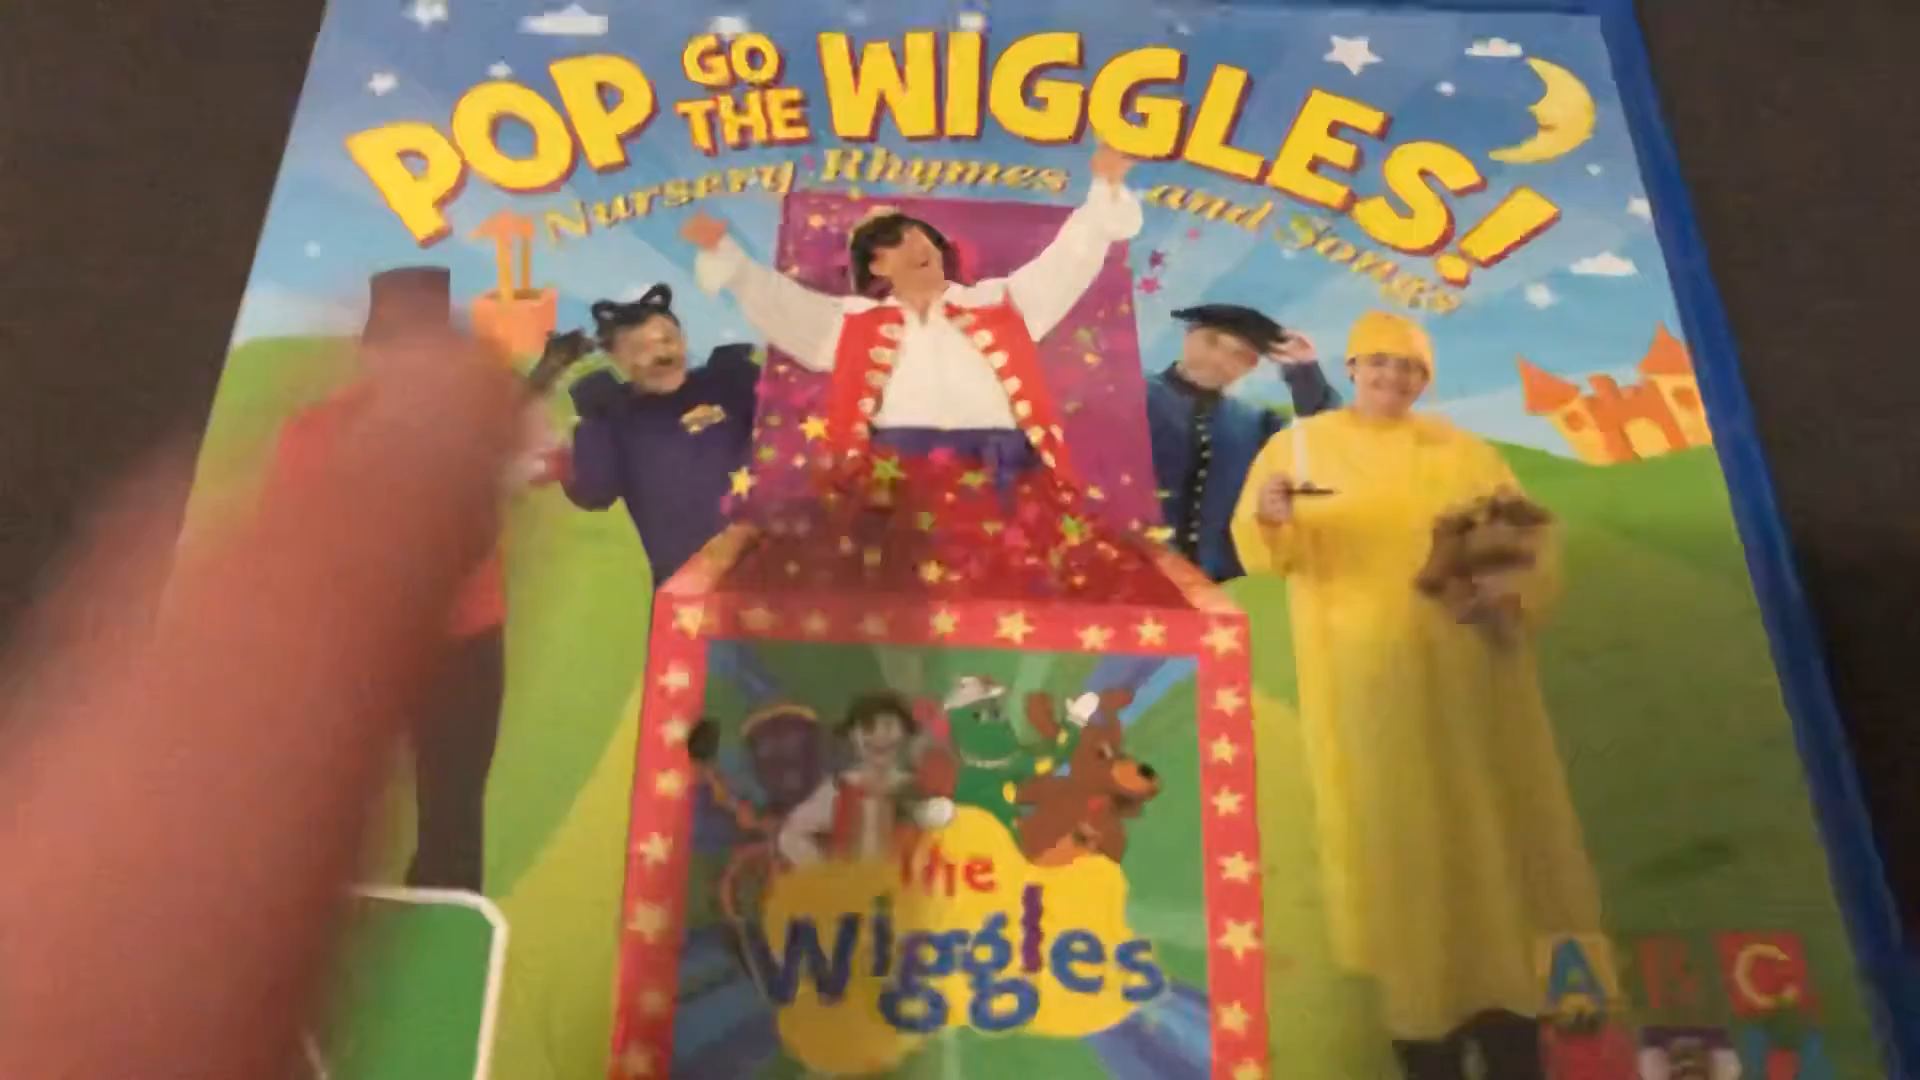 POP GO THE WIGGLES!
Nursery Rhymes and Songs
The
Wiggles
A B C